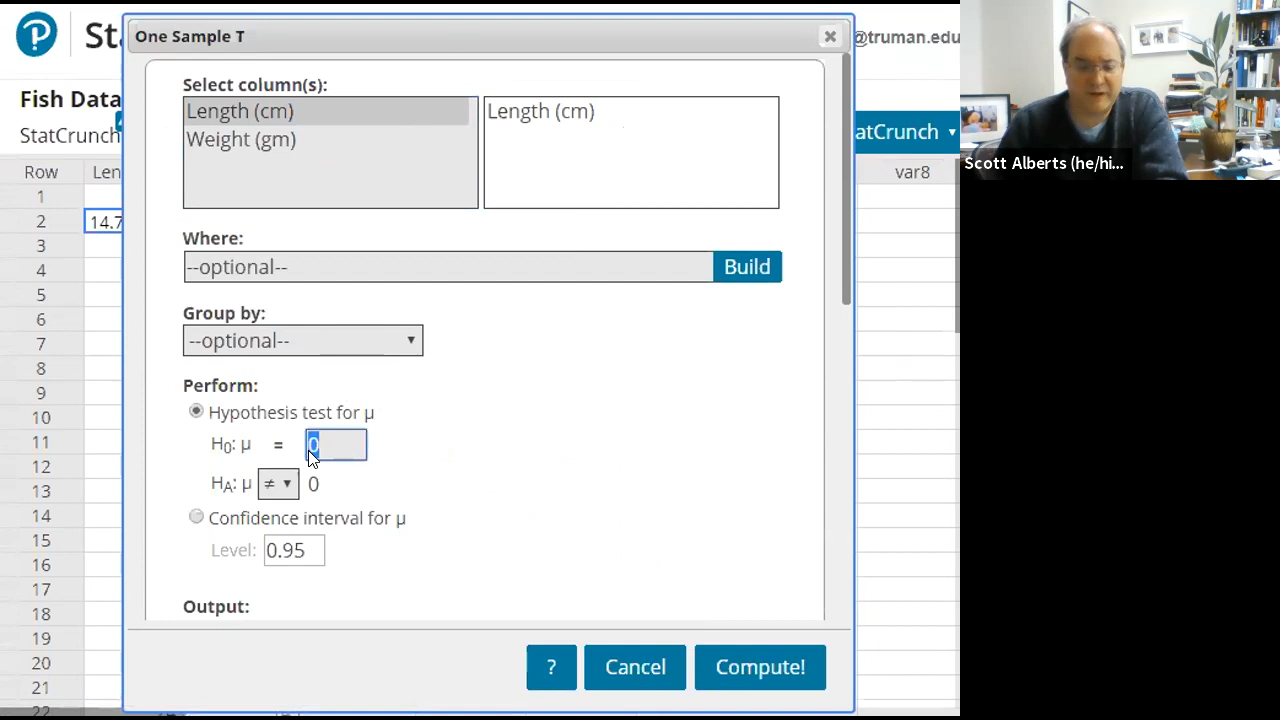 St
One Sample T
@truman.edu
Fish Data
StatCrunch
atCrunch
Select column(s):
Length (cm)
Weight (gm)
Length (cm)
Where:
--optional--
Build
Group by:
--optional--
Perform:
Hypothesis test for μ
H0: μ = 0
HA: μ ≠ 0
Confidence interval for μ
Level: 0.95
Output:
? Cancel Compute!
Row Len var8
1
2 14.7
3
4
5
6
7
8
9
10
11
12
13
14
15
16
17
18
19
20
21
22
Scott Alberts (he/hi...